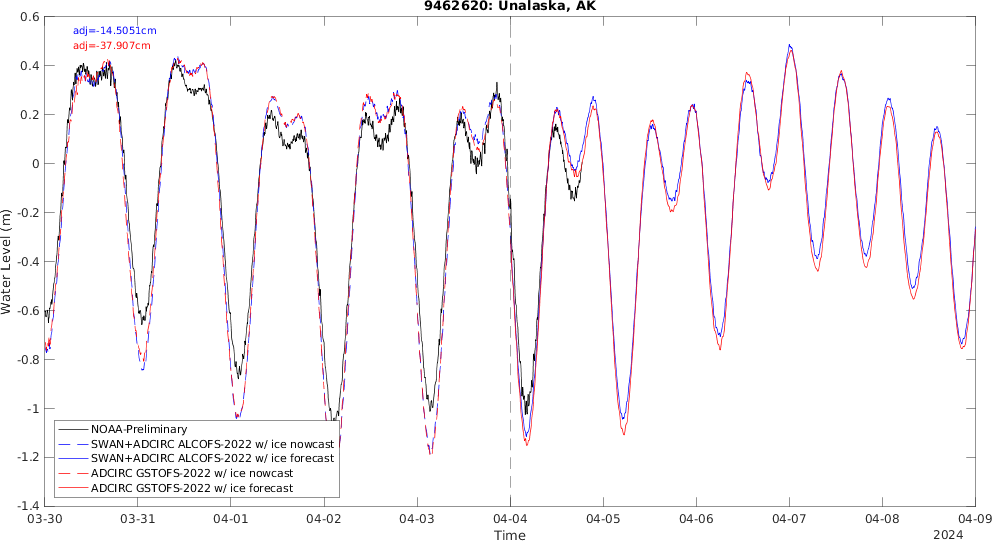 9462620: Unalaska, AK
adj=-14.5051cm
adj=-37.907cm
Water Level (m)
0.6
0.4
0.2
0
-0.2
-0.4
-0.6
-0.8
-1
-1.2
-1.4
NOAA-Preliminary
SWAN+ADCIRC ALCOFS-2022 w/ ice nowcast
SWAN+ADCIRC ALCOFS-2022 w/ ice forecast
ADCIRC GSTOFS-2022 w/ ice nowcast
ADCIRC GSTOFS-2022 w/ ice forecast
03-30 03-31 04-01 04-02 04-03 04-04 04-05 04-06 04-07 04-08 04-09
Time
2024